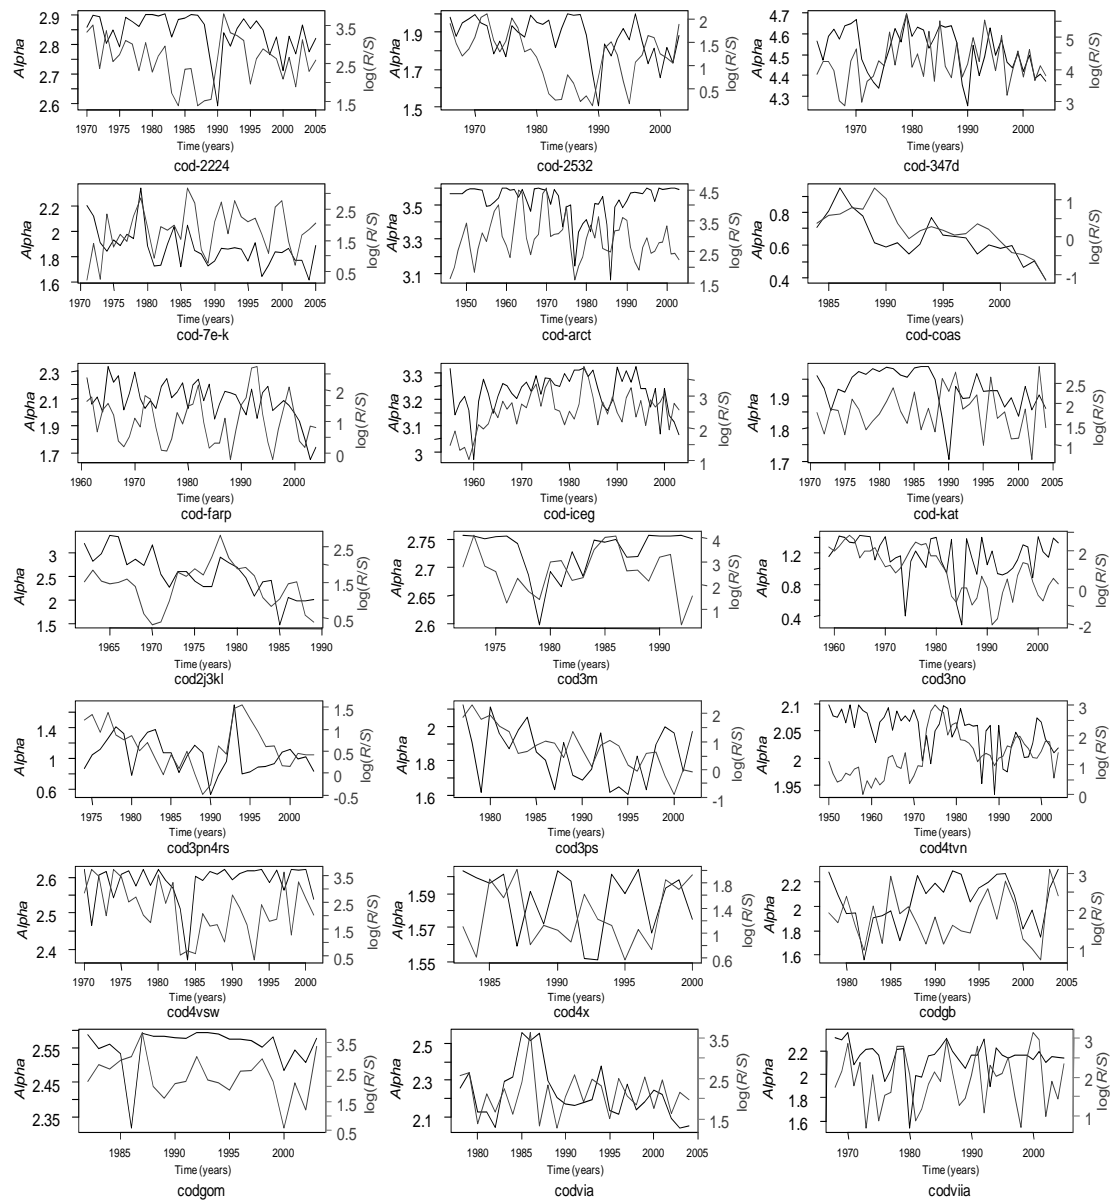 2.9 2.8 2.7 2.6
Alpha
3.5 2.5 1.5
log(R/S)
1970 1975 1980 1985 1990 1995 2000 2005
Time (years)
cod-2224
1.9 1.7 1.5
Alpha
2 1.5 1 0.5
log(R/S)
1970 1980 1990 2000
Time (years)
cod-2532
4.7 4.6 4.5 4.4 4.3
Alpha
5 4 3
log(R/S)
1970 1980 1990 2000
Time (years)
cod-347d
2.2 2 1.8 1.6
Alpha
2.5 1.5 0.5
log(R/S)
1970 1975 1980 1985 1990 1995 2000 2005
Time (years)
cod-7e-k
3.5 3.3 3.1
Alpha
4.5 3.5 2.5 1.5
log(R/S)
1950 1960 1970 1980 1990 2000
Time (years)
cod-arct
0.8 0.6 0.4
Alpha
1 0 -1
log(R/S)
1985 1990 1995 2000
Time (years)
cod-coas
2.3 2.1 1.9 1.7
Alpha
2 1 0
log(R/S)
1960 1970 1980 1990 2000
Time (years)
cod-farp
3.3 3.2 3.1 3
Alpha
3 2 1
log(R/S)
1960 1970 1980 1990 2000
Time (years)
cod-iceg
1.9 1.8 1.7
Alpha
2.5 2 1.5 1
log(R/S)
1970 1975 1980 1985 1990 1995 2000 2005
Time (years)
cod-kat
3 2.5 2 1.5
Alpha
2.5 1.5 0.5
log(R/S)
1965 1970 1975 1980 1985 1990
Time (years)
cod2j3kl
2.75 2.7 2.65 2.6
Alpha
4 3 2 1
log(R/S)
1975 1980 1985 1990
Time (years)
cod3m
1.2 0.8 0.4
Alpha
2 0 -2
log(R/S)
1960 1970 1980 1990 2000
Time (years)
cod3no
1.4 1 0.6
Alpha
1.5 0.5 0 -0.5
log(R/S)
1975 1980 1985 1990 1995 2000
Time (years)
cod3pn4rs
2 1.8 1.6
Alpha
2 1 0 -1
log(R/S)
1980 1985 1990 1995 2000
Time (years)
cod3ps
2.1 2.05 2 1.95
Alpha
3 2 1 0
log(R/S)
1950 1960 1970 1980 1990 2000
Time (years)
cod4tvn
2.6 2.5 2.4
Alpha
3.5 2.5 1.5 0.5
log(R/S)
1970 1975 1980 1985 1990 1995 2000
Time (years)
cod4vsw
1.59 1.57 1.55
Alpha
1.8 1.4 1 0.6
log(R/S)
1985 1990 1995 2000
Time (years)
cod4x
2.2 2 1.8 1.6
Alpha
3 2 1
log(R/S)
1980 1985 1990 1995 2000 2005
Time (years)
codgb
2.55 2.45 2.35
Alpha
3.5 2.5 1.5 0.5
log(R/S)
1985 1990 1995 2000
Time (years)
codgom
2.5 2.3 2.1
Alpha
3.5 2.5 1.5
log(R/S)
1980 1985 1990 1995 2000 2005
Time (years)
codvia
2.2 2 1.8 1.6
Alpha
3 2 1
log(R/S)
1970 1980 1990 2000
Time (years)
codviia